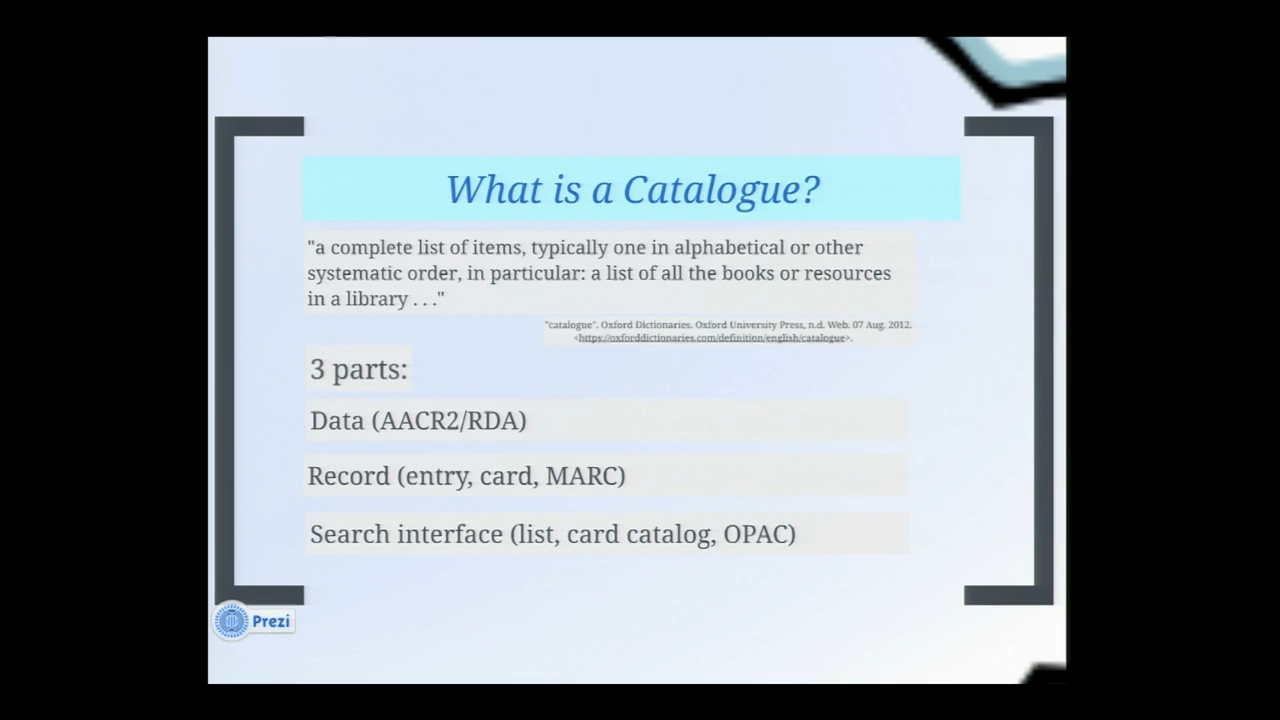 What is a Catalogue?
"a complete list of items, typically one in alphabetical or other
systematic order, in particular: a list of all the books or resources
in a library . . ."
"catalogue". Oxford Dictionaries. Oxford University Press, n.d. Web. 07 Aug. 2012.
<https://oxforddictionaries.com/definition/english/catalogue>.
3 parts:
Data (AACR2/RDA)
Record (entry, card, MARC)
Search interface (list, card catalog, OPAC)
Prezi